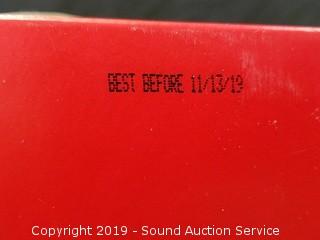 BEST BEFORE 11/13/19
Copyright 2019 - Sound Auction Service